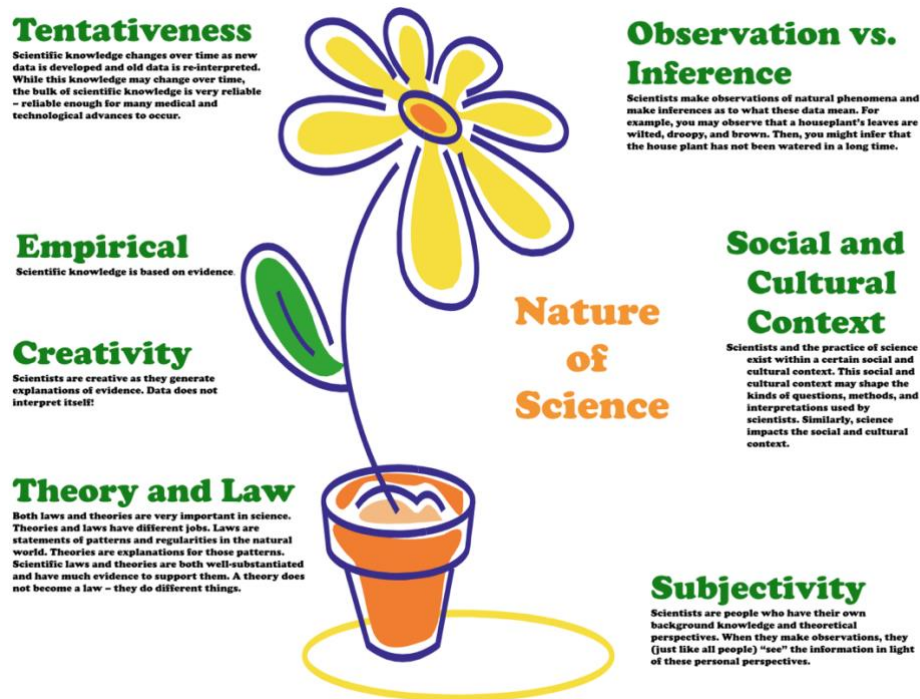 Tentativeness
Scientific knowledge changes over time as new
data is developed and old data is re-interpreted.
While this knowledge may change over time,
the bulk of scientific knowledge is very reliable
– reliable enough for many medical and
technological advances to occur.
Empirical
Scientific knowledge is based on evidence.
Creativity
Scientists are creative as they generate
explanations of evidence. Data does not
interpret itself!
Theory and Law
Both laws and theories are very important in science.
Theories and laws have different jobs. Laws are
statements of patterns and regularities in the natural
world. Theories are explanations for those patterns.
Scientific laws and theories are both well-substantiated
and have much evidence to support them. A theory does
not become a law – they do different things.
Nature
of
Science
Observation vs.
Inference
Scientists make observations of natural phenomena and
make inferences as to what these data mean. For
example, you may observe that a houseplant's leaves are
wilted, droopy, and brown. Then, you might infer that
the house plant has not been watered in a long time.
Social and
Cultural
Context
Scientists and the practice of science
exist within a certain social and
cultural context. This social and
cultural context may shape the
kinds of questions, methods, and
interpretations used by
scientists. Similarly, science
impacts the social and cultural
context.
Subjectivity
Scientists are people who have their own
background knowledge and theoretical
perspectives. When they make observations, they
(just like all people) "see" the information in light
of these personal perspectives.